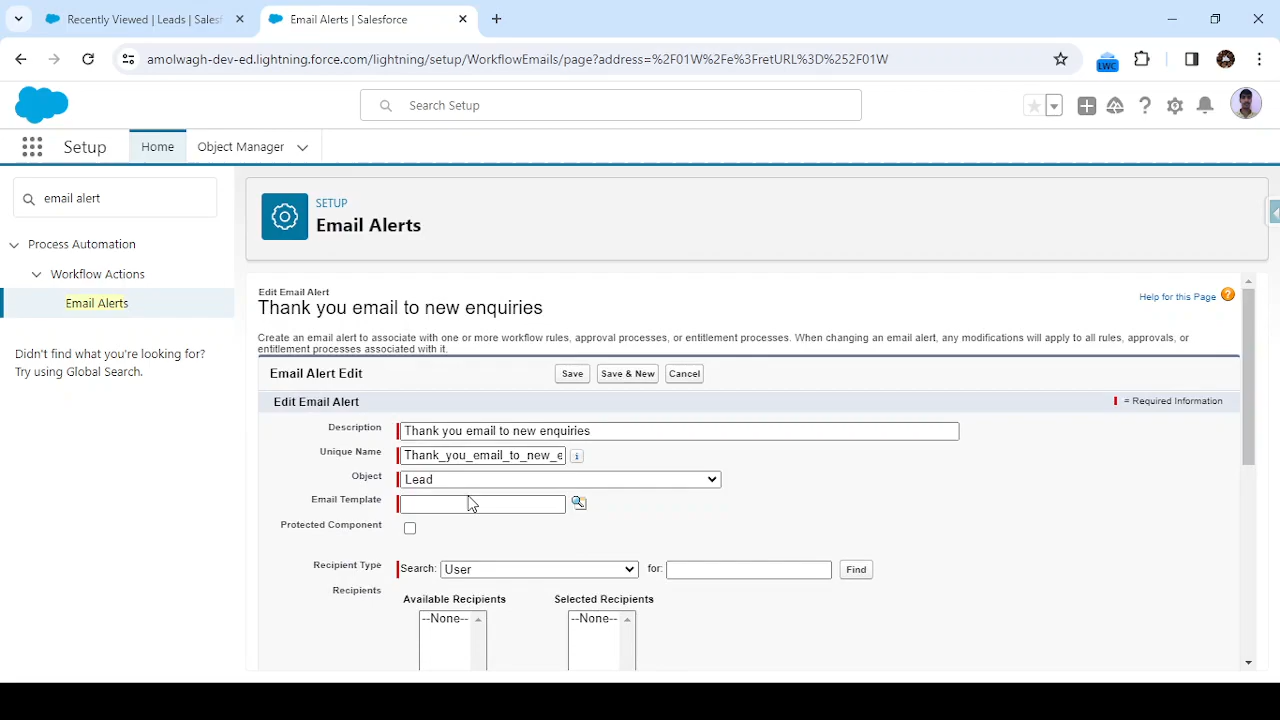 Recently Viewed | Leads | Salesf
Email Alerts | Salesforce
amolwagh-dev-ed.lightning.force.com/lightning/setup/WorkflowEmails/page?address=%2F01W%2Fe%3FretURL%3D%252F01W
LWC
Search Setup
Setup
Home
Object Manager
email alert
Process Automation
Workflow Actions
Email Alerts
Didn't find what you're looking for?
Try using Global Search.
SETUP
Email Alerts
Edit Email Alert
Thank you email to new enquiries
Help for this Page
Create an email alert to associate with one or more workflow rules, approval processes, or entitlement processes. When changing an email alert, any modifications will apply to all rules, approvals, or
entitlement processes associated with it.
Email Alert Edit
Save
Save & New
Cancel
Edit Email Alert
= Required Information
Description
Thank you email to new enquiries
Unique Name
Thank_you_email_to_new_e
Object
Lead
Email Template
Protected Component
Recipient Type
Search:
User
for:
Find
Recipients
Available Recipients
Selected Recipients
--None--
--None--